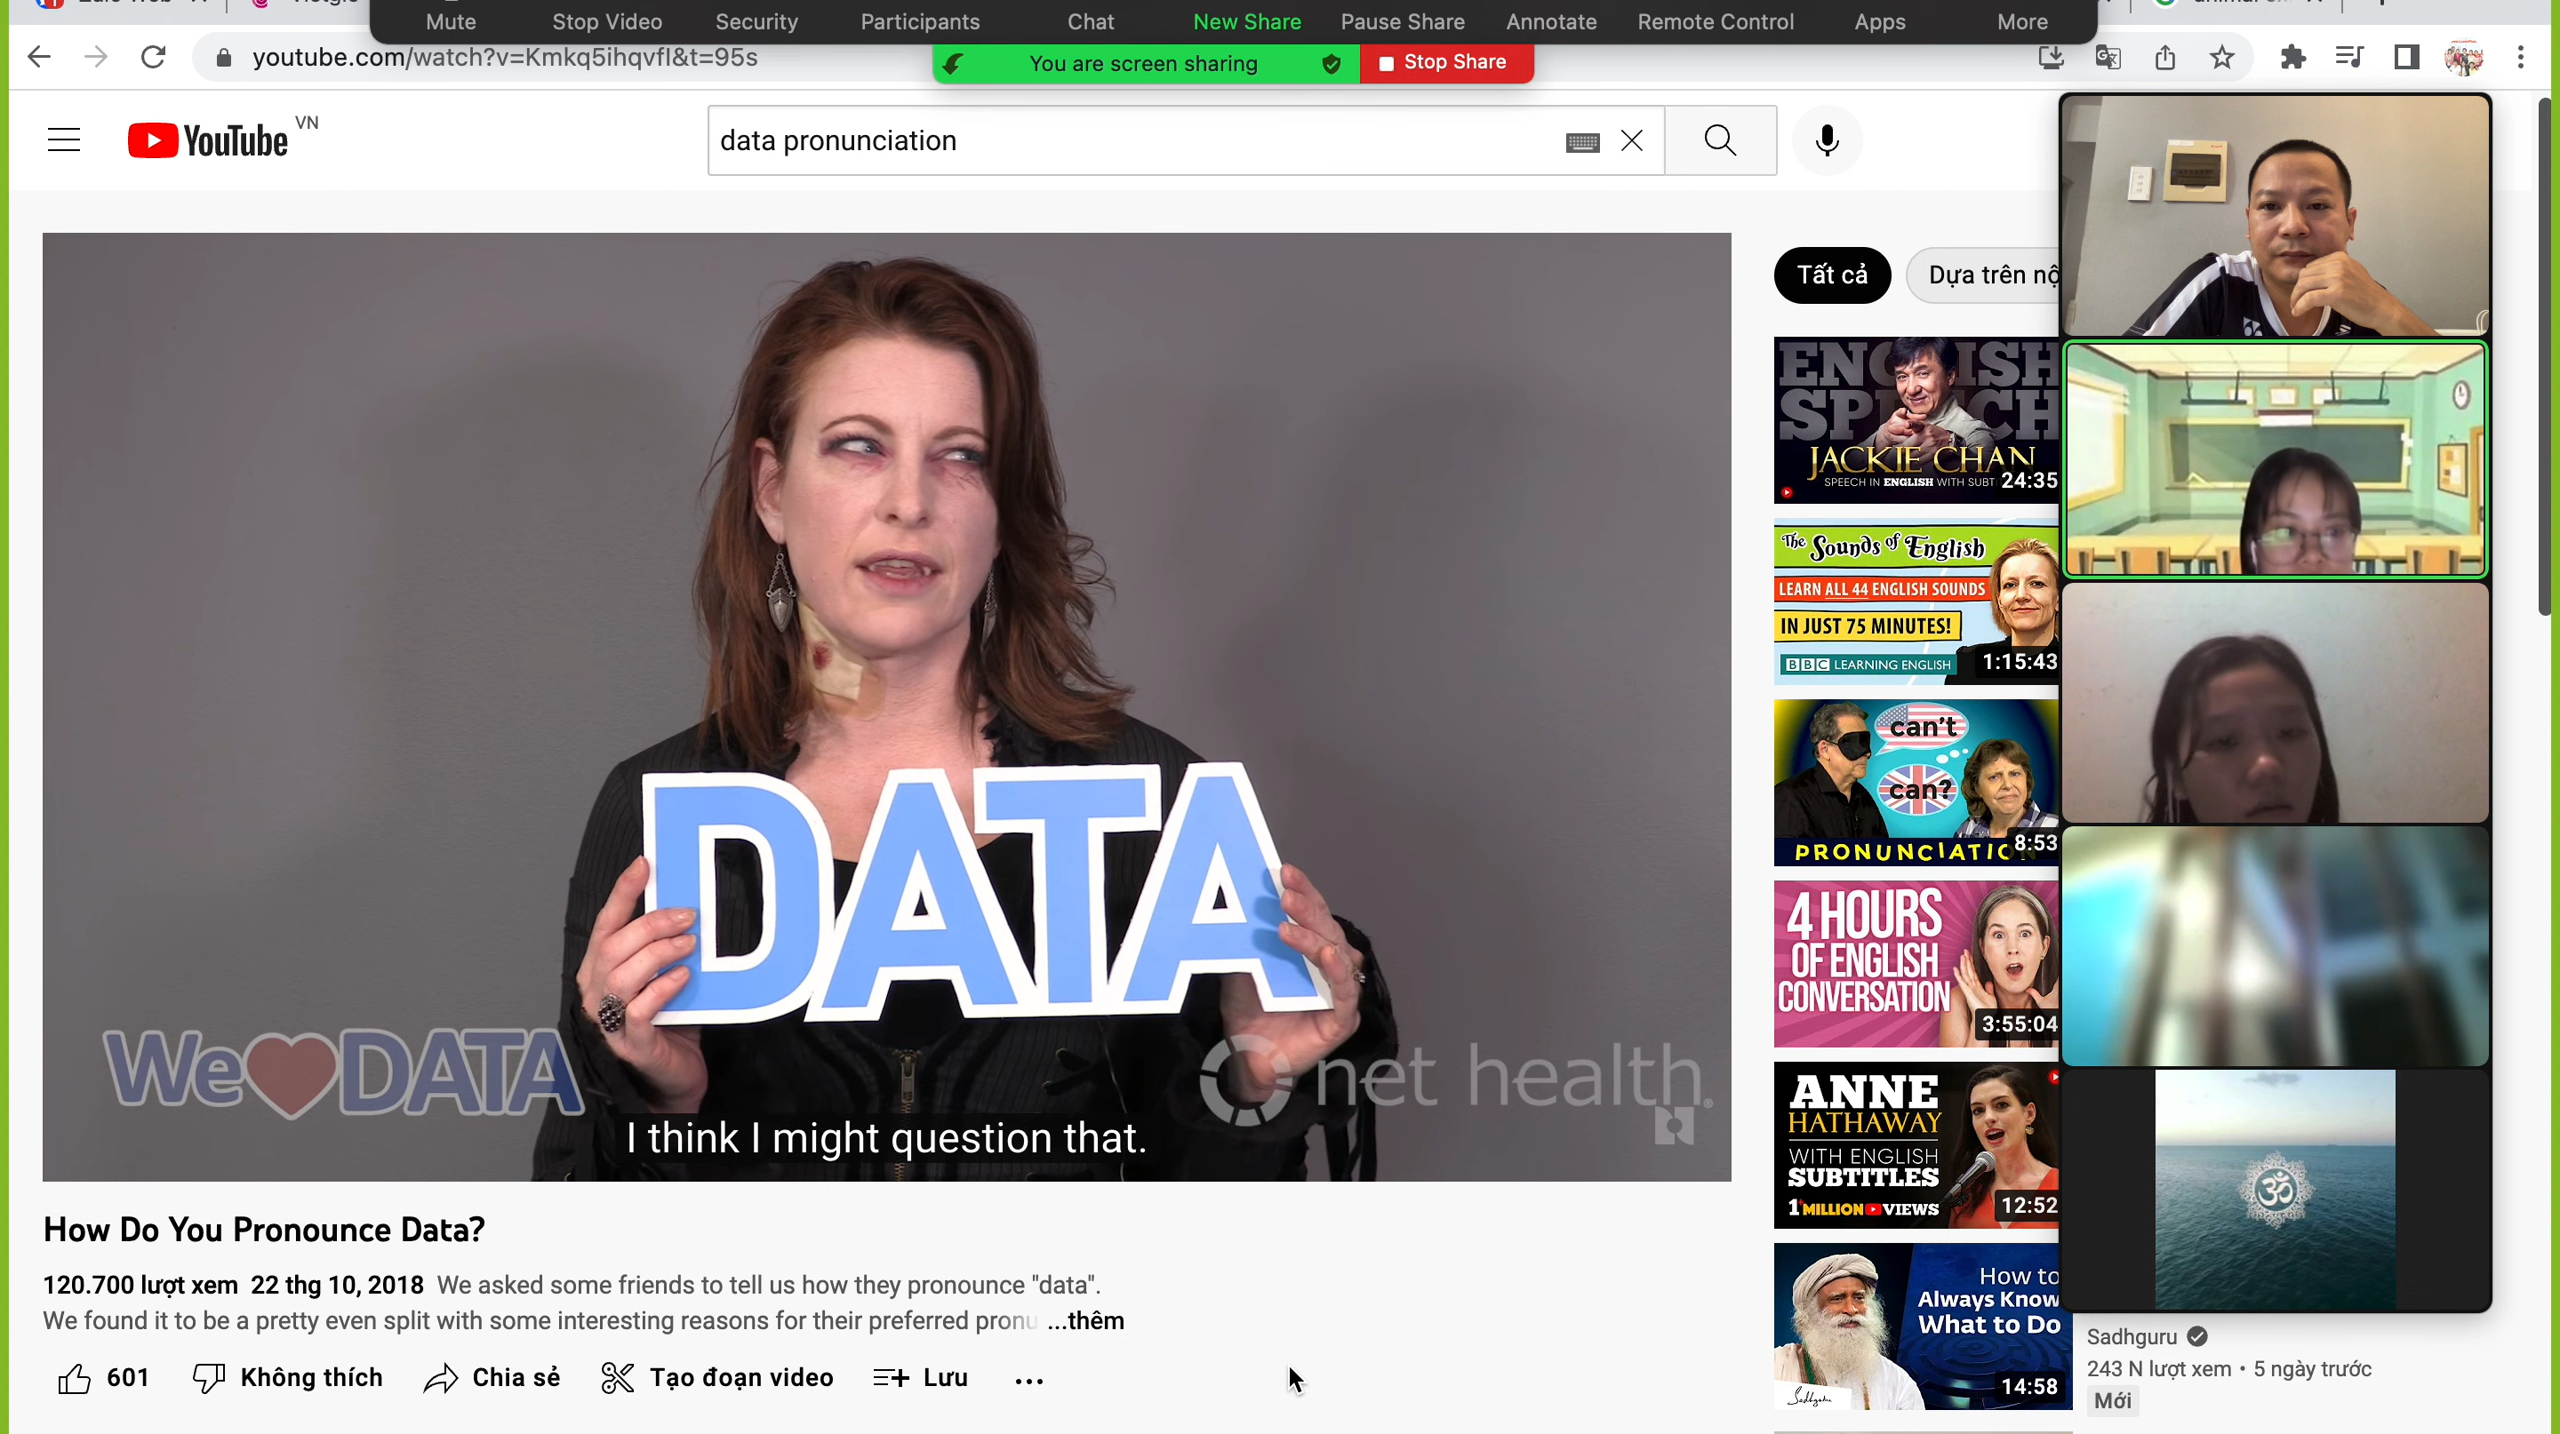 Mute Stop Video Security Participants Chat New Share Pause Share Annotate Remote Control Apps More
youtube.com/watch?v=Kmkq5ihqvfI&t=95s
You are screen sharing Stop Share
YouTube VN
data pronunciation
Tất cả
Dựa trên nộ
DATA
We DATA
net health®
I think I might question that.
How Do You Pronounce Data?
120.700 lượt xem 22 thg 10, 2018 We asked some friends to tell us how they pronounce "data".
We found it to be a pretty even split with some interesting reasons for their preferred pronu ...thêm
601 Không thích Chia sẻ Tạo đoạn video Lưu ...
ENGLISH
SPEECH
JACKIE CHAN
SPEECH IN ENGLISH WITH SUBT
24:35
The Sounds of English
LEARN ALL 44 ENGLISH SOUNDS
IN JUST 75 MINUTES!
BBC LEARNING ENGLISH
1:15:43
can't
can?
PRONUNCIATION
8:53
4 HOURS
OF ENGLISH
CONVERSATION
3:55:04
ANNE
HATHAWAY
WITH ENGLISH
SUBTITLES
1 MILLION VIEWS
12:52
How to
Always Know
What to Do
Sadhguru
14:58
Sadhguru
243 N lượt xem • 5 ngày trước
Mới
ॐ